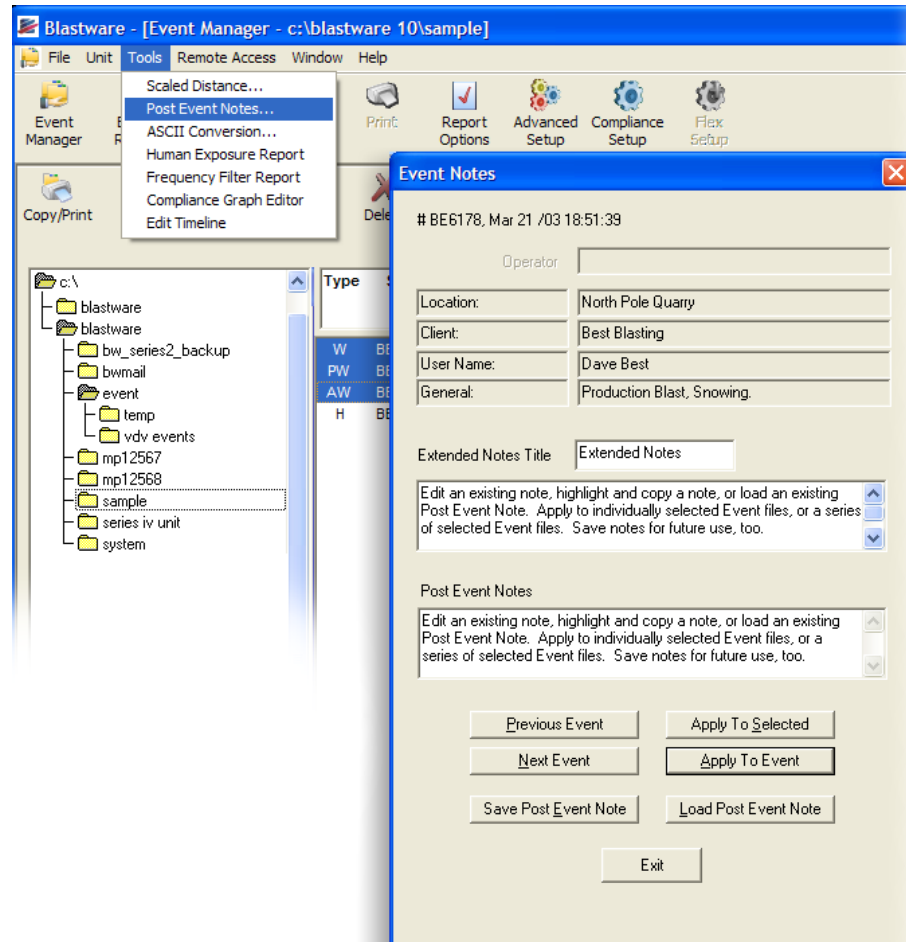 Blastware - [Event Manager - c:\blastware 10\sample]
File Unit Tools Remote Access Window Help
Scaled Distance...
Post Event Notes...
ASCII Conversion...
Human Exposure Report
Frequency Filter Report
Compliance Graph Editor
Edit Timeline
Event
Manager
Print
Report
Options
Advanced
Setup
Compliance
Setup
Flex
Setup
Copy/Print
Dele
c:\
blastware
blastware
bw_series2_backup
bwmail
event
temp
vdv events
mp12567
mp12568
sample
series iv unit
system
Type S
W BE
PW BE
AW BE
H BE
Event Notes
# BE6178, Mar 21 /03 18:51:39
Operator
Location: North Pole Quarry
Client: Best Blasting
User Name: Dave Best
General: Production Blast, Snowing.
Extended Notes Title Extended Notes
Edit an existing note, highlight and copy a note, or load an existing
Post Event Note. Apply to individually selected Event files, or a series
of selected Event files. Save notes for future use, too.
Post Event Notes
Edit an existing note, highlight and copy a note, or load an existing
Post Event Note. Apply to individually selected Event files, or a
series of selected Event files. Save notes for future use, too.
Previous Event Apply To Selected
Next Event Apply To Event
Save Post Event Note Load Post Event Note
Exit